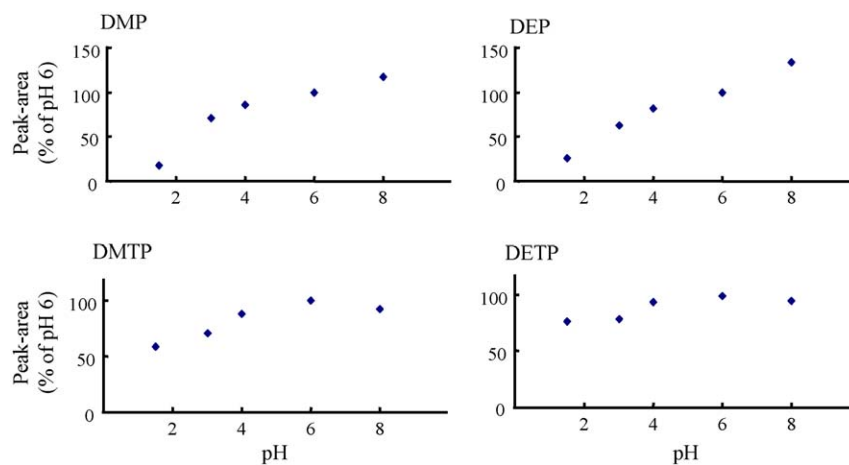 DMP
150
100
50
0
2 4 6 8
Peak-area
(% of pH 6)
DEP
150
100
50
0
2 4 6 8
DMTP
100
50
0
2 4 6 8
Peak-area
(% of pH 6)
pH
DETP
100
50
0
2 4 6 8
pH